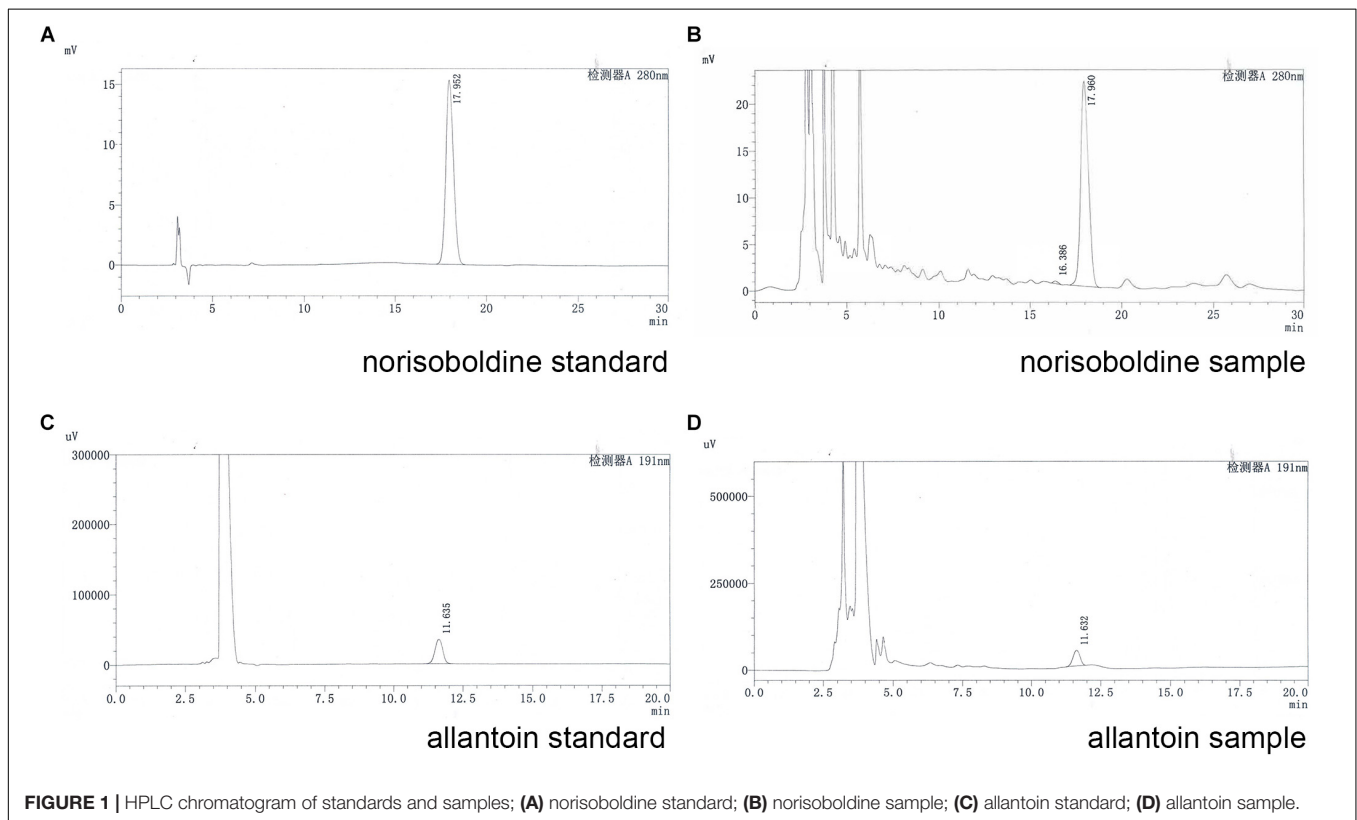 A
mV
检测器A 280nm
15
10
5
0
17.952
0 5 10 15 20 25 30
min
norisoboldine standard
B
mV
检测器A 280nm
20
15
10
5
0
16.386
17.960
0 5 10 15 20 25 30
min
norisoboldine sample
C
uV
检测器A 191nm
300000
200000
100000
0
11.635
0.0 2.5 5.0 7.5 10.0 12.5 15.0 17.5 20.0
min
allantoin standard
D
uV
检测器A 191nm
500000
250000
0
11.632
0.0 2.5 5.0 7.5 10.0 12.5 15.0 17.5 20.0
min
allantoin sample
FIGURE 1 | HPLC chromatogram of standards and samples; (A) norisoboldine standard; (B) norisoboldine sample; (C) allantoin standard; (D) allantoin sample.